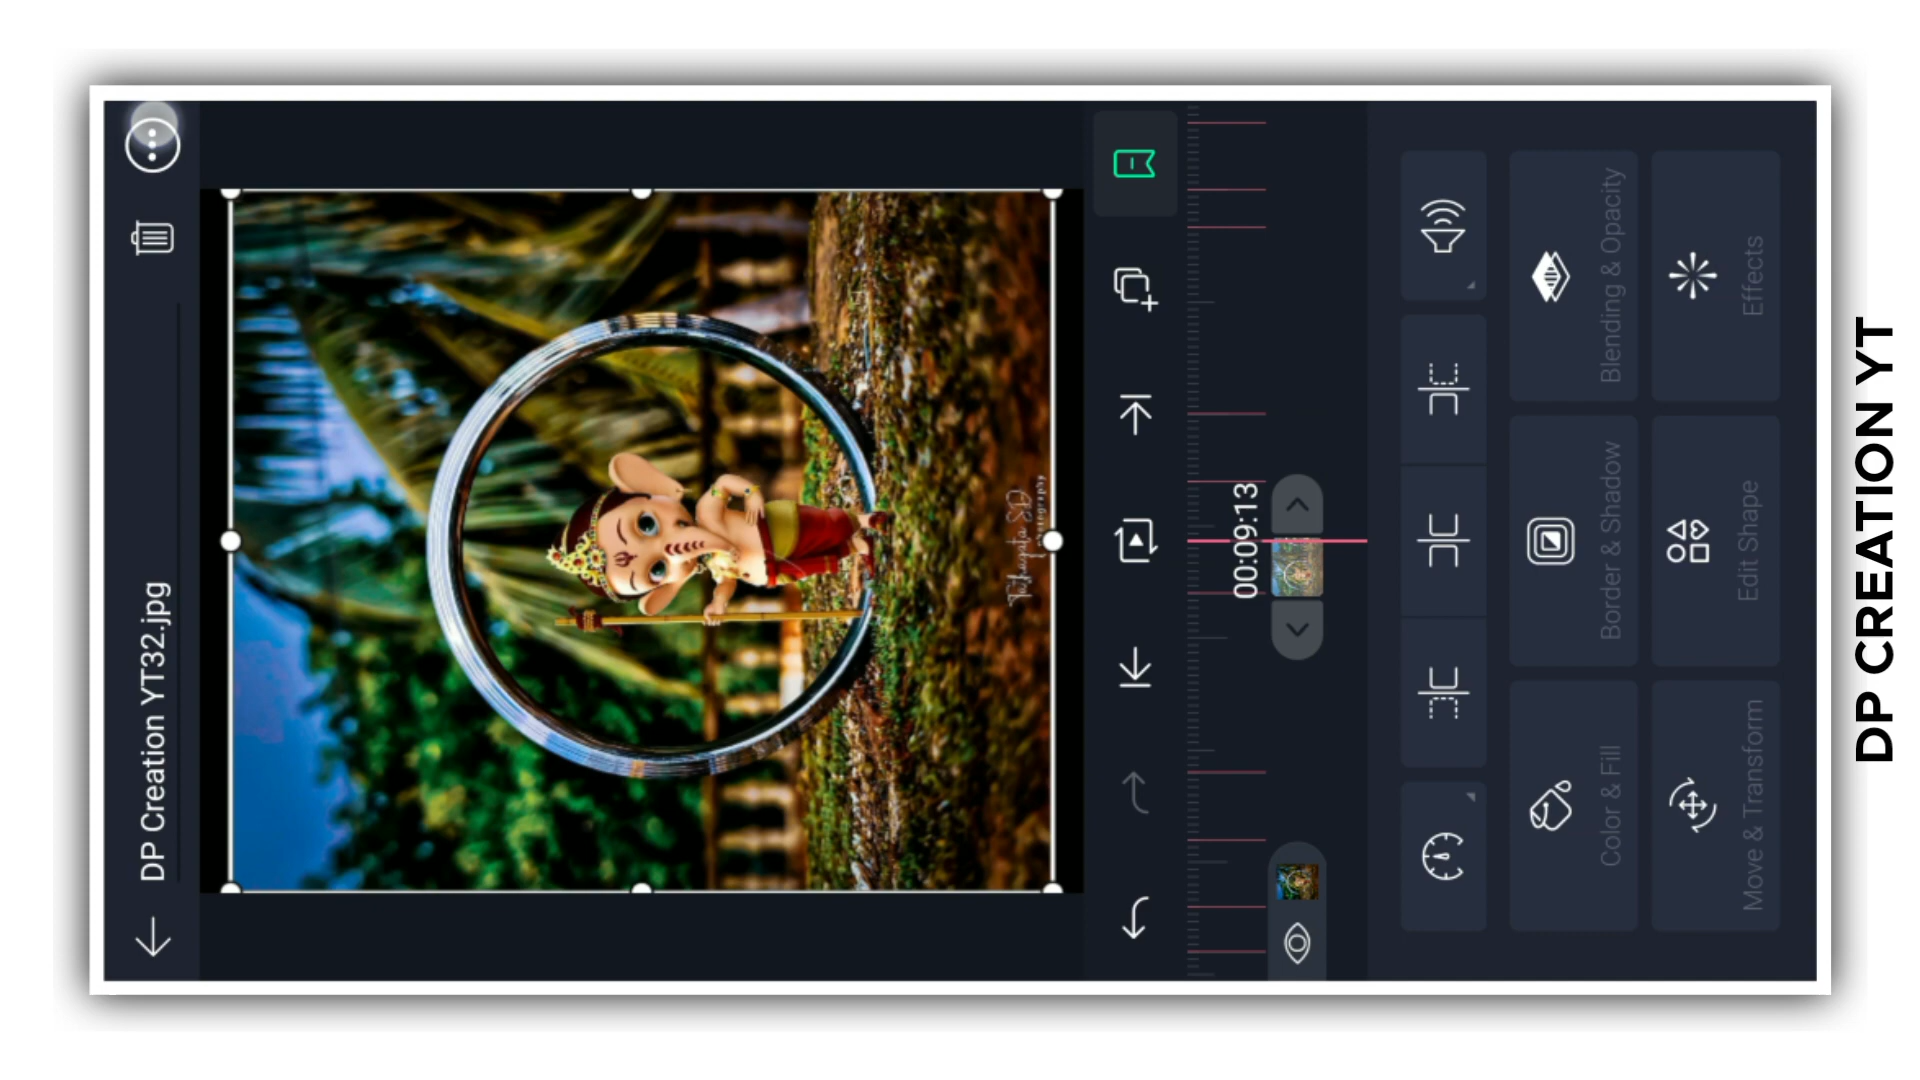 DP Creation YT32.jpg
00:09:13
Color & Fill
Border & Shadow
Blending & Opacity
Move & Transform
Edit Shape
Effects
DP CREATION YT